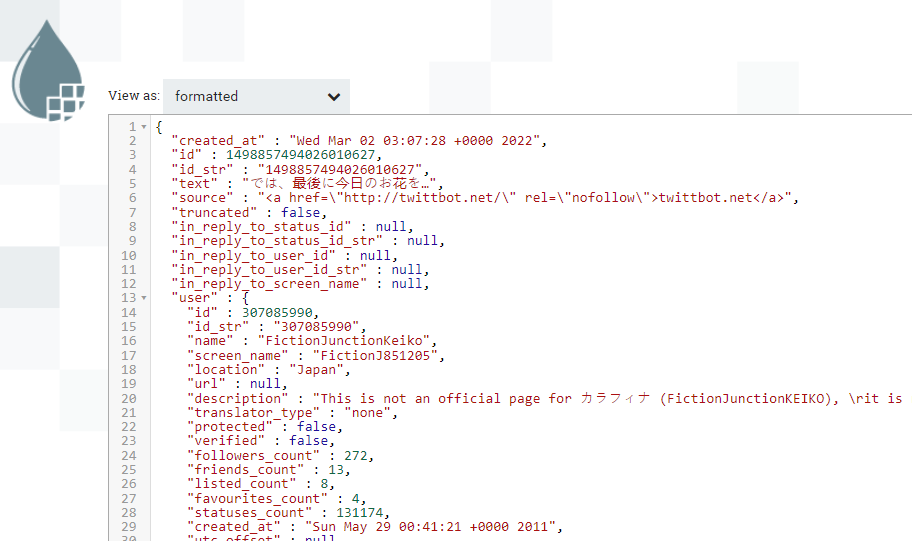 View as: formatted
1 {
2 "created_at" : "Wed Mar 02 03:07:28 +0000 2022",
3 "id" : 1498857494026010627,
4 "id_str" : "1498857494026010627",
5 "text" : "では、最後に今日のお花を…",
6 "source" : "<a href=\"http://twittbot.net/\" rel=\"nofollow\">twittbot.net</a>",
7 "truncated" : false,
8 "in_reply_to_status_id" : null,
9 "in_reply_to_status_id_str" : null,
10 "in_reply_to_user_id" : null,
11 "in_reply_to_user_id_str" : null,
12 "in_reply_to_screen_name" : null,
13 "user" : {
14 "id" : 307085990,
15 "id_str" : "307085990",
16 "name" : "FictionJunctionKeiko",
17 "screen_name" : "FictionJ851205",
18 "location" : "Japan",
19 "url" : null,
20 "description" : "This is not an official page for カラフィナ (FictionJunctionKEIKO), \rit is
21 "translator_type" : "none",
22 "protected" : false,
23 "verified" : false,
24 "followers_count" : 272,
25 "friends_count" : 13,
26 "listed_count" : 8,
27 "favourites_count" : 4,
28 "statuses_count" : 131174,
29 "created_at" : "Sun May 29 00:41:21 +0000 2011",
30 "utc_offset" : null